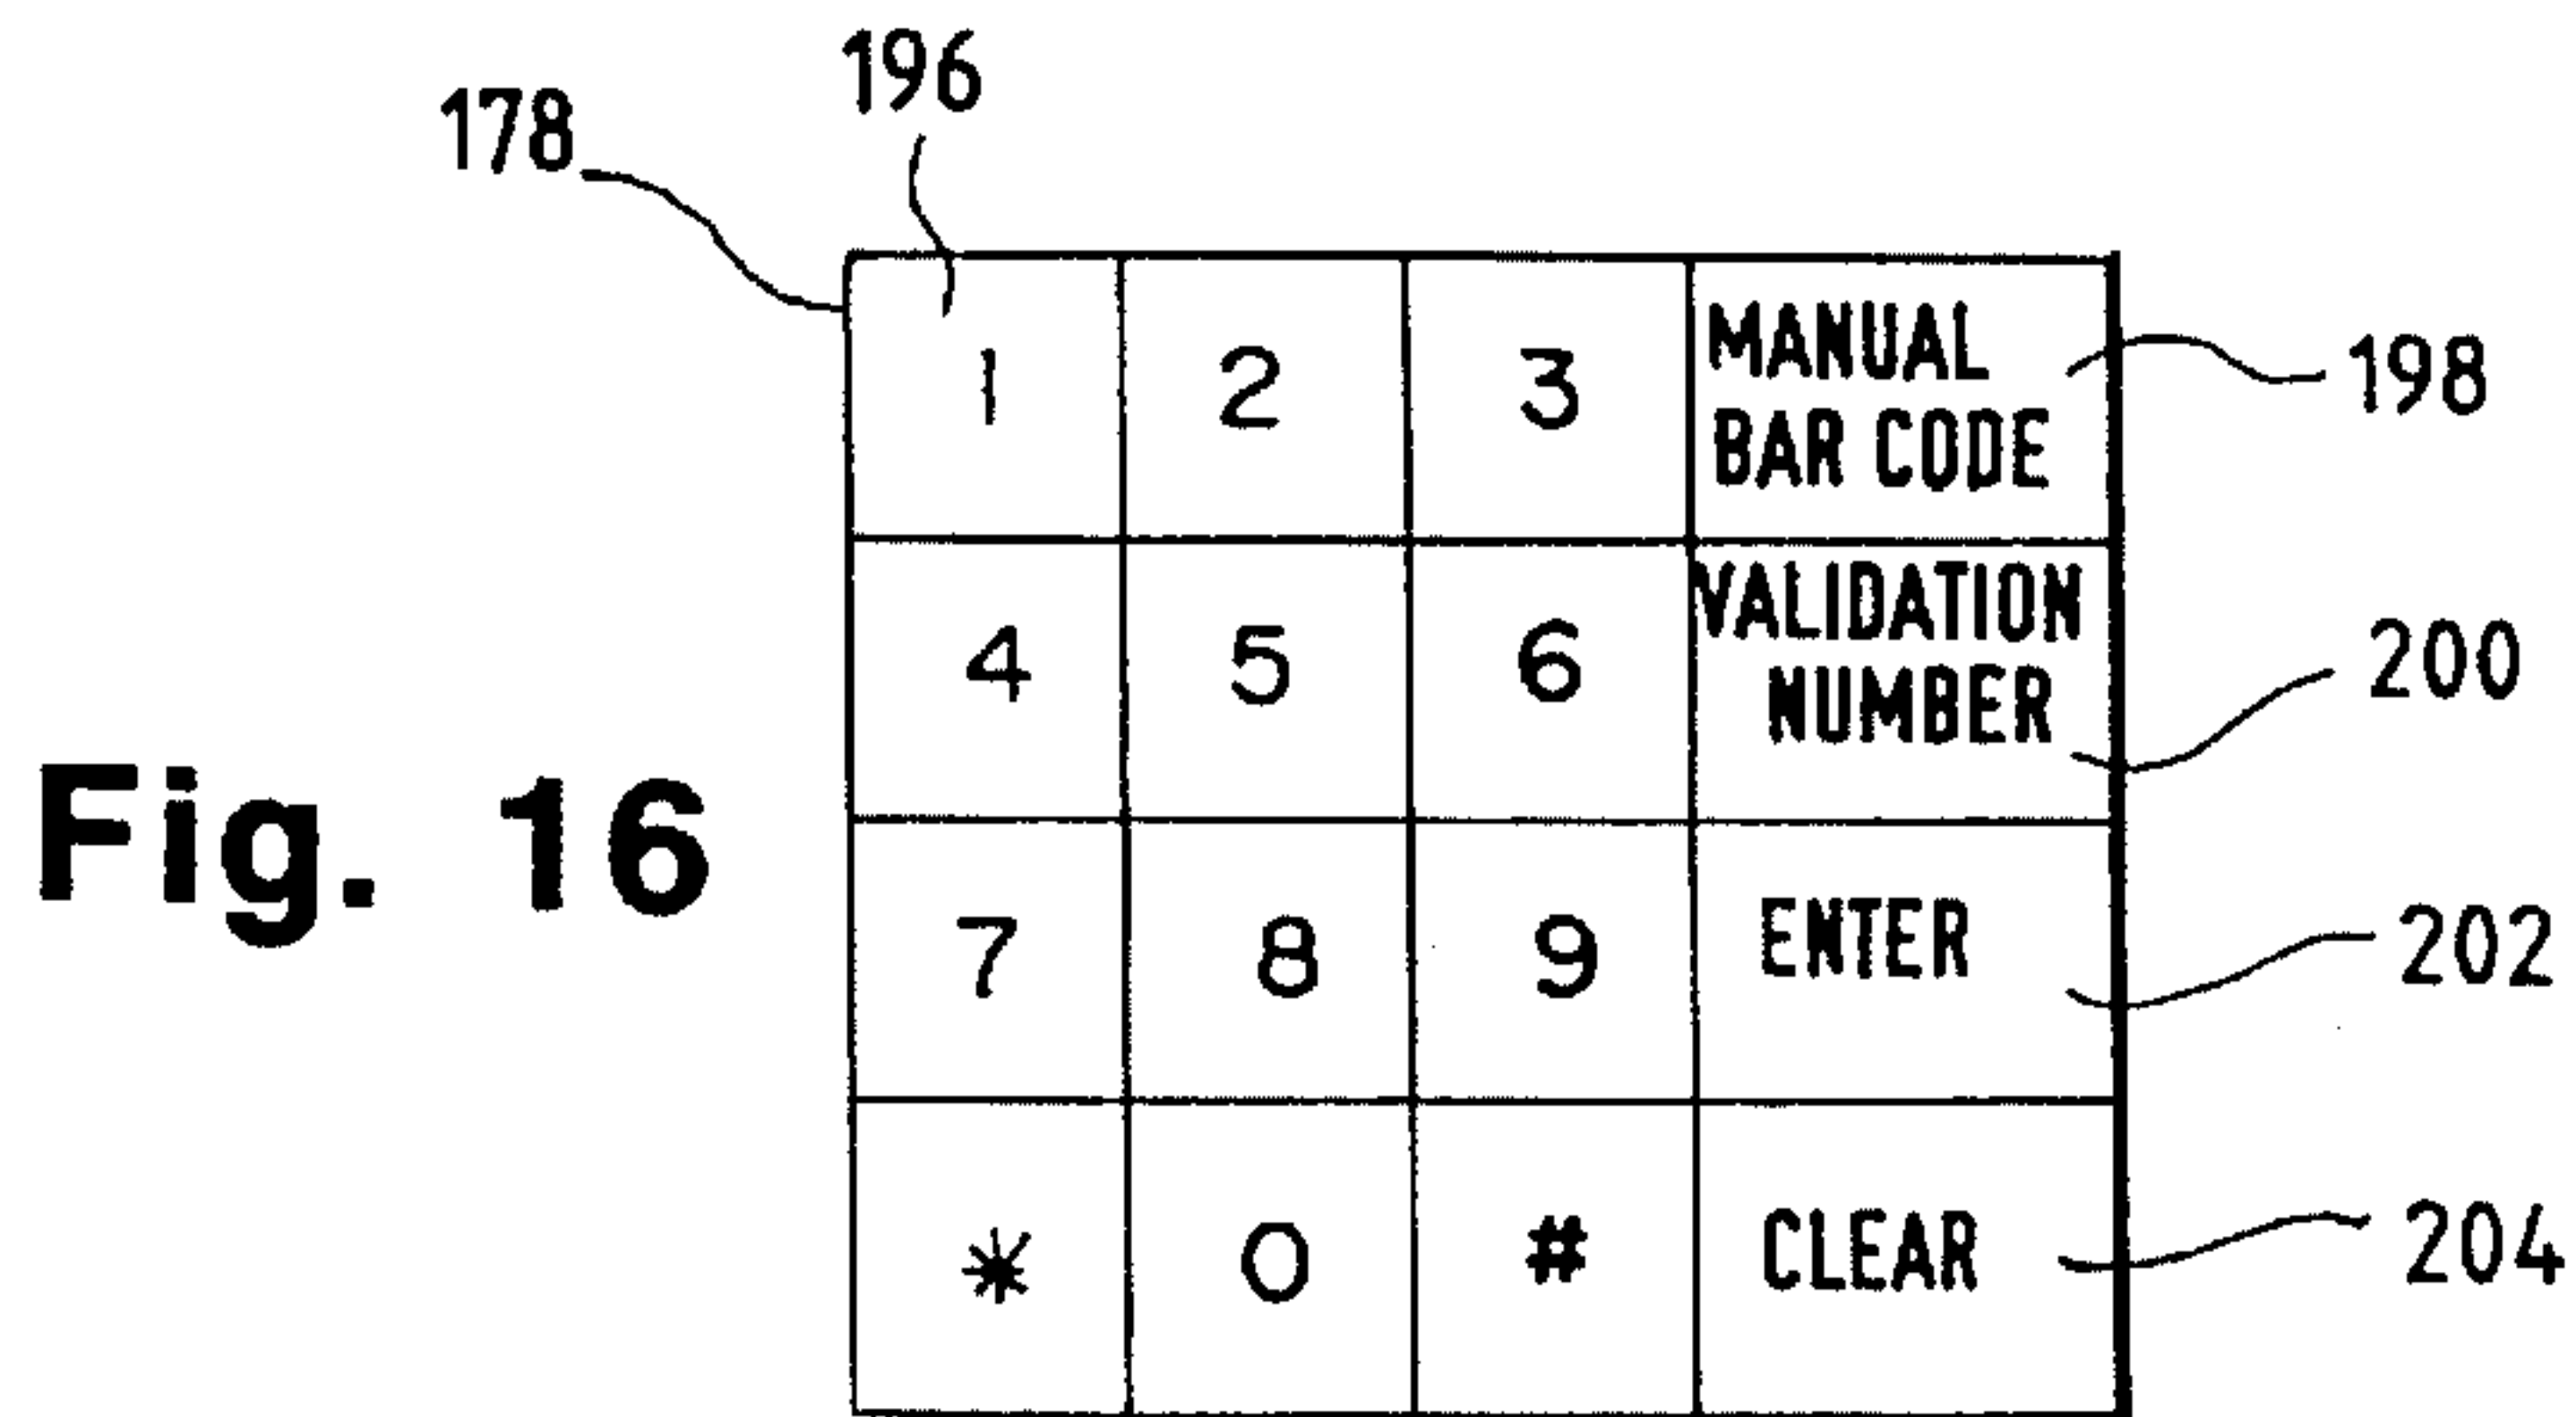 196
178
1 2 3 MANUAL
BAR CODE
198
4 5 6 VALIDATION
NUMBER
200
Fig. 16
7 8 9 ENTER
202
* 0 # CLEAR
204